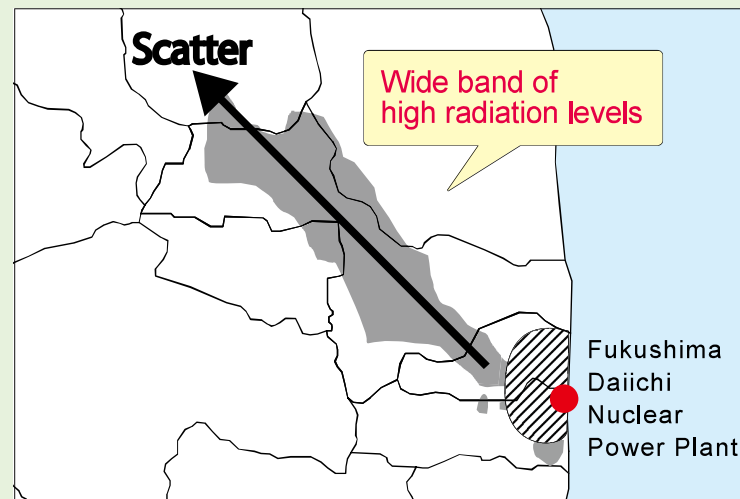 Scatter
Wide band of
high radiation levels
Fukushima
Daiichi
Nuclear
Power Plant